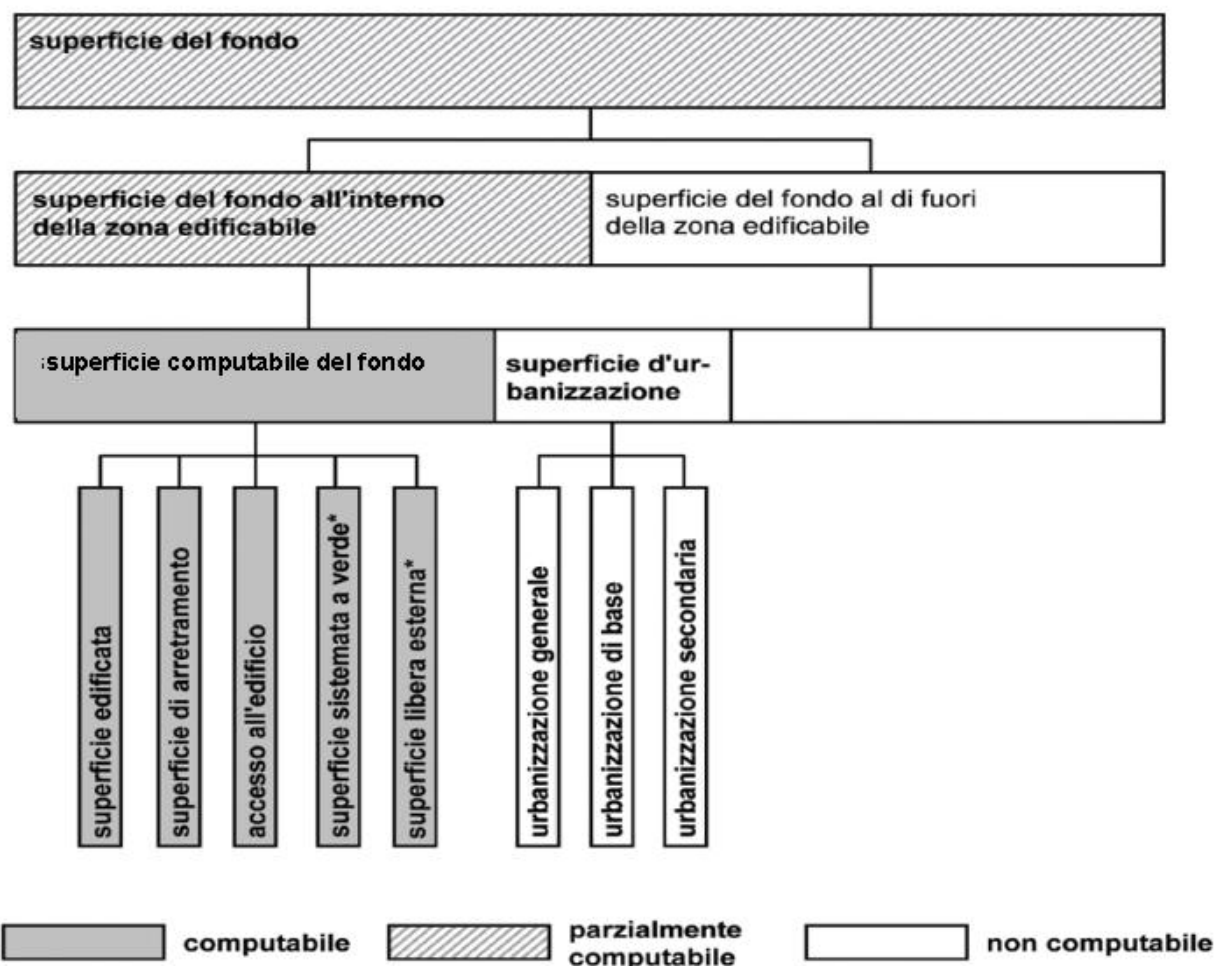 superficie del fondo
superficie del fondo all'interno
della zona edificabile
superficie del fondo al di fuori
della zona edificabile
superficie computabile del fondo
superficie d'ur-
banizzazione
superficie edificata
superficie di arretramento
accesso all'edificio
superficie sistemata a verde*
superficie libera esterna*
urbanizzazione generale
urbanizzazione di base
urbanizzazione secondaria
computabile
parzialmente
computabile
non computabile